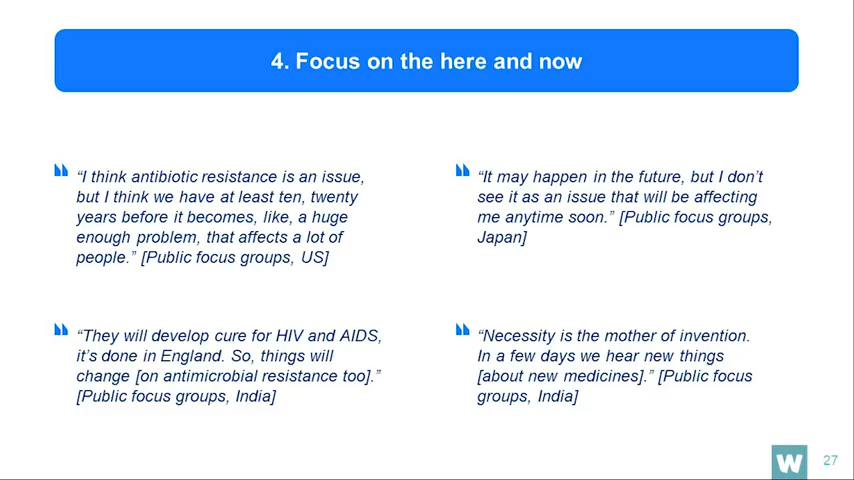 4. Focus on the here and now
“I think antibiotic resistance is an issue,
but I think we have at least ten, twenty
years before it becomes, like, a huge
enough problem, that affects a lot of
people.” [Public focus groups, US]
“It may happen in the future, but I don’t
see it as an issue that will be affecting
me anytime soon.” [Public focus groups,
Japan]
“They will develop cure for HIV and AIDS,
it’s done in England. So, things will
change [on antimicrobial resistance too].”
[Public focus groups, India]
“Necessity is the mother of invention.
In a few days we hear new things
[about new medicines].” [Public focus
groups, India]
W
27